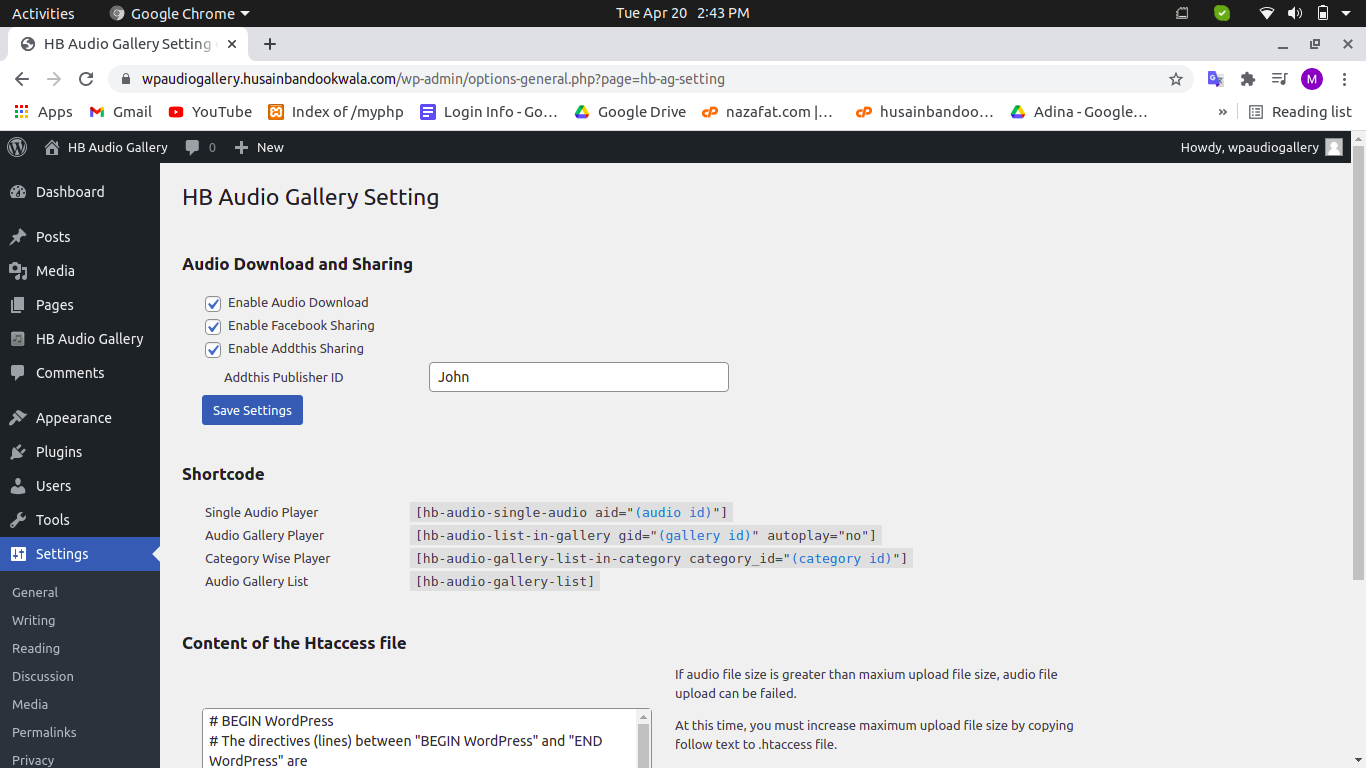 Activities Google Chrome Tue Apr 20 2:43 PM
HB Audio Gallery Setting
wpaudiogallery.husainbandookwala.com/wp-admin/options-general.php?page=hb-ag-setting M
Apps Gmail YouTube Index of /myphp Login Info - Go… Google Drive nazafat.com |… husainbandoo… Adina - Google… » Reading list
HB Audio Gallery 0 New Howdy, wpaudiogallery
Dashboard
Posts
Media
Pages
HB Audio Gallery
Comments
Appearance
Plugins
Users
Tools
Settings
General
Writing
Reading
Discussion
Media
Permalinks
Privacy
HB Audio Gallery Setting
Audio Download and Sharing
Enable Audio Download
Enable Facebook Sharing
Enable Addthis Sharing
Addthis Publisher ID John
Save Settings
Shortcode
Single Audio Player [hb-audio-single-audio aid="(audio id)"]
Audio Gallery Player [hb-audio-list-in-gallery gid="(gallery id)" autoplay="no"]
Category Wise Player [hb-audio-gallery-list-in-category category_id="(category id)"]
Audio Gallery List [hb-audio-gallery-list]
Content of the Htaccess file
# BEGIN WordPress
# The directives (lines) between "BEGIN WordPress" and "END
WordPress" are
If audio file size is greater than maxium upload file size, audio file
upload can be failed.
At this time, you must increase maximum upload file size by copying
follow text to .htaccess file.